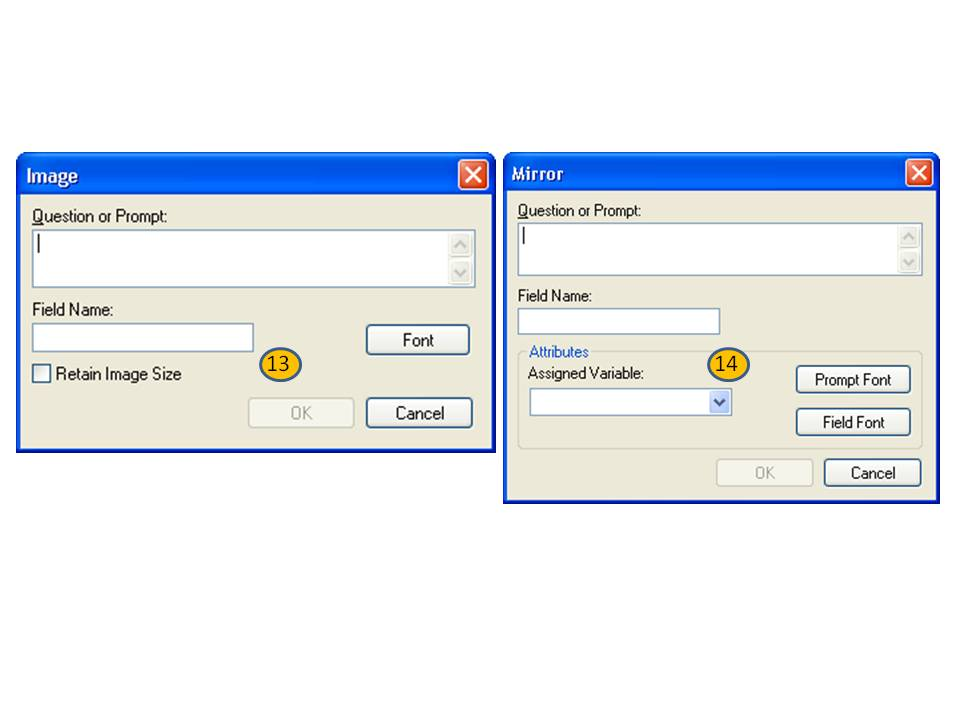 Image
Question or Prompt:
Field Name:
Font
13
Retain Image Size
OK
Cancel
Mirror
Question or Prompt:
Field Name:
Attributes
14
Assigned Variable:
Prompt Font
Field Font
OK
Cancel